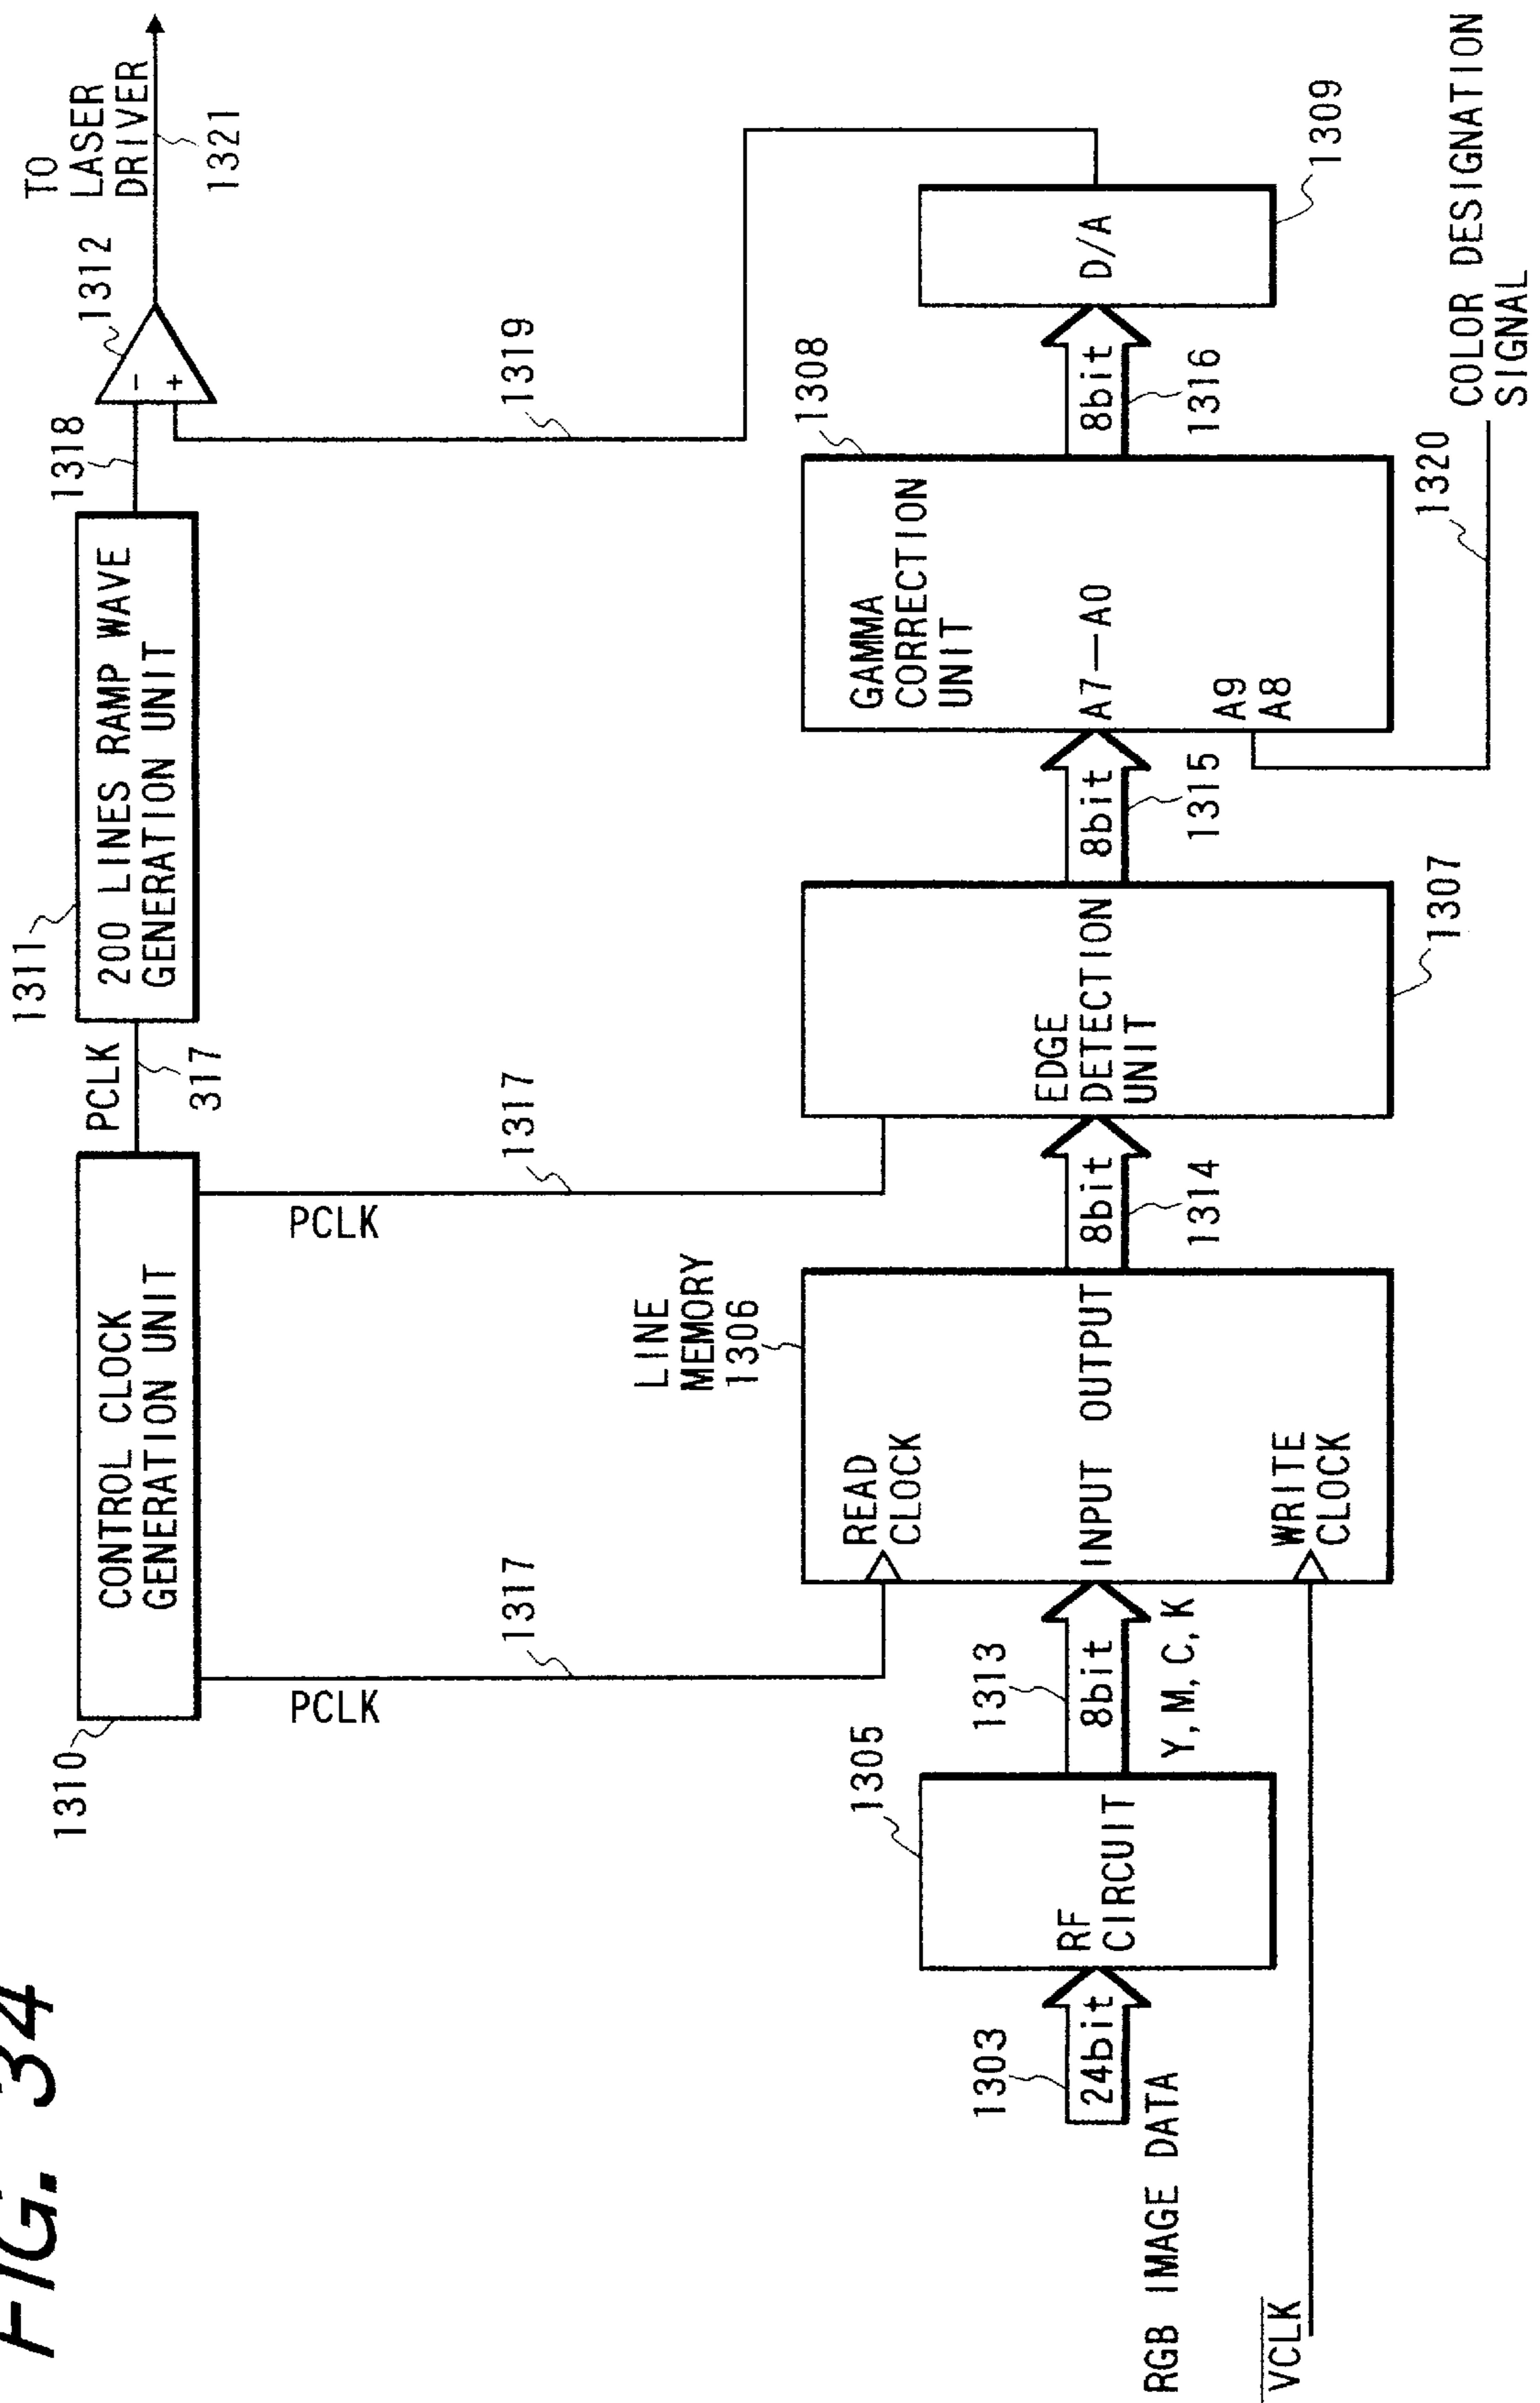 FIG. 34
1310
CONTROL CLOCK
GENERATION UNIT
PCLK
317
1311
200 LINES RAMP WAVE
GENERATION UNIT
1318
1312
-
+
TO
LASER
DRIVER
1321
PCLK
1317
PCLK
1317
1319
LINE
MEMORY
1306
RGB IMAGE DATA
1303
24bit
1305
RF
CIRCUIT
1313
8bit
Y, M, C, K
READ
CLOCK
INPUT OUTPUT
WRITE
CLOCK
8bit
1314
EDGE
DETECTION
UNIT
1307
8bit
1315
1308
GAMMA
CORRECTION
UNIT
A7—A0
A9
A8
8bit
1316
D/A
1309
VCLK
1320
COLOR DESIGNATION
SIGNAL